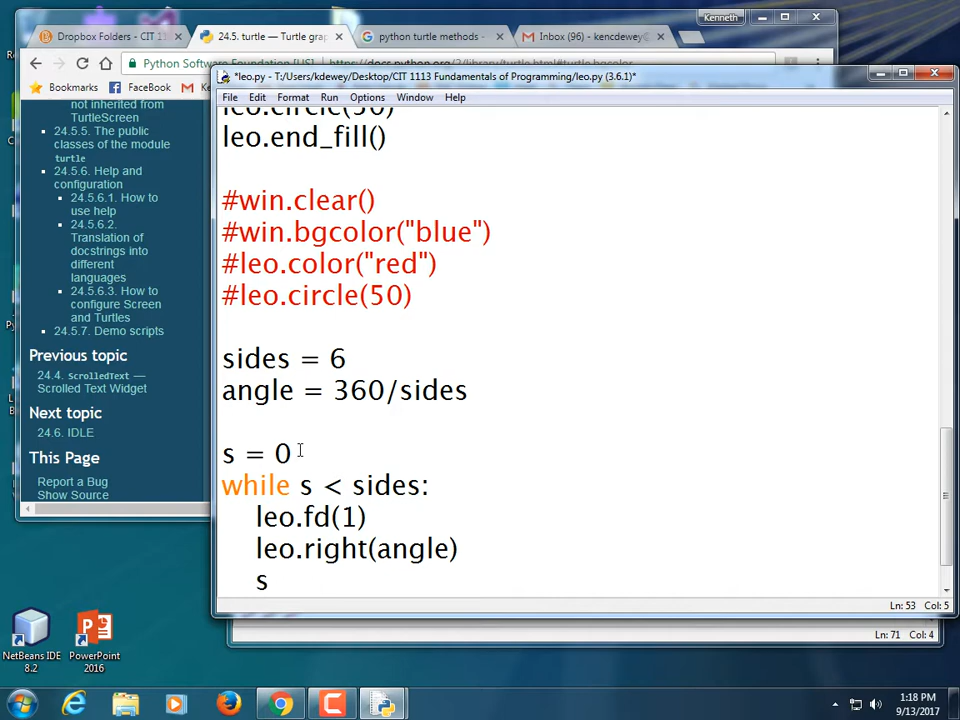 Kenneth
Dropbox Folders - CIT 11
24.5. turtle — Turtle gra
python turtle methods -
Inbox (96) - kencdewey@
Python Software Foundation [US]
Bookmarks
FaceBook
*leo.py - T:/Users/kdewey/Desktop/CIT 1113 Fundamentals of Programming/leo.py (3.6.1)*
File Edit Format Run Options Window Help
not inherited from
TurtleScreen
24.5.5. The public
classes of the module
turtle
24.5.6. Help and
configuration
24.5.6.1. How to
use help
24.5.6.2.
Translation of
docstrings into
different
languages
24.5.6.3. How to
configure Screen
and Turtles
24.5.7. Demo scripts
Previous topic
24.4. ScrolledText —
Scrolled Text Widget
Next topic
24.6. IDLE
This Page
Report a Bug
Show Source
leo.circle(50)
leo.end_fill()
#win.clear()
#win.bgcolor("blue")
#leo.color("red")
#leo.circle(50)
sides = 6
angle = 360/sides
s = 0
while s < sides:
leo.fd(1)
leo.right(angle)
s
Ln: 53 Col: 5
Ln: 71 Col: 4
NetBeans IDE
8.2
PowerPoint
2016
1:18 PM
9/13/2017